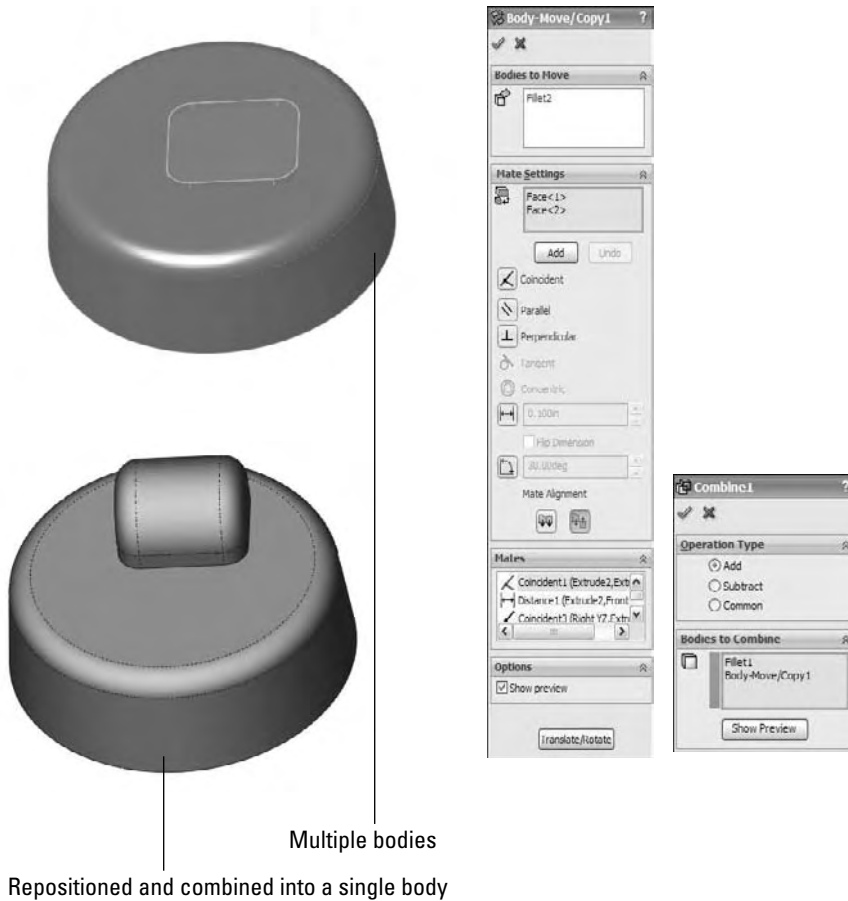 Body-Move/Copy1 ?
Bodies to Move
Fillet2
Mate Settings
Face<1>
Face<2>
Add Undo
Coincident
Parallel
Perpendicular
Tangent
Concentric
0.100in
Flip Dimension
30.00deg
Mate Alignment
Mates
Coincident1 (Extrude2,Extr
Distance1 (Extrude2,Front
Coincident3 (Right YZ,Extru
Options
Show preview
Translate/Rotate
Combine1 ?
Operation Type
Add
Subtract
Common
Bodies to Combine
Fillet1
Body-Move/Copy1
Show Preview
Multiple bodies
Repositioned and combined into a single body